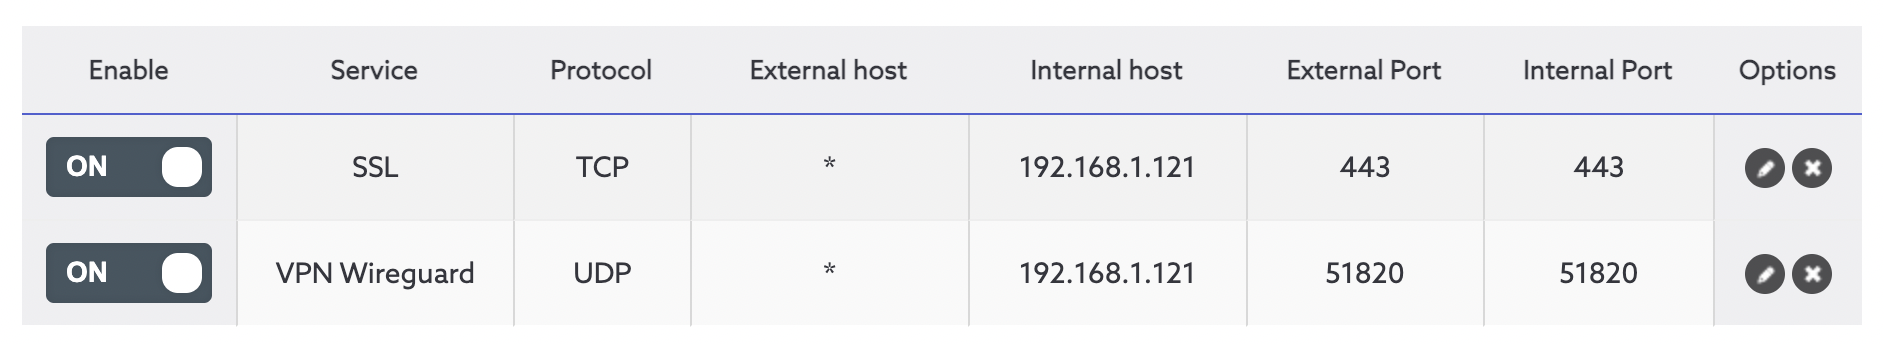 Enable Service Protocol External host Internal host External Port Internal Port Options
ON SSL TCP * 192.168.1.121 443 443
ON VPN Wireguard UDP * 192.168.1.121 51820 51820